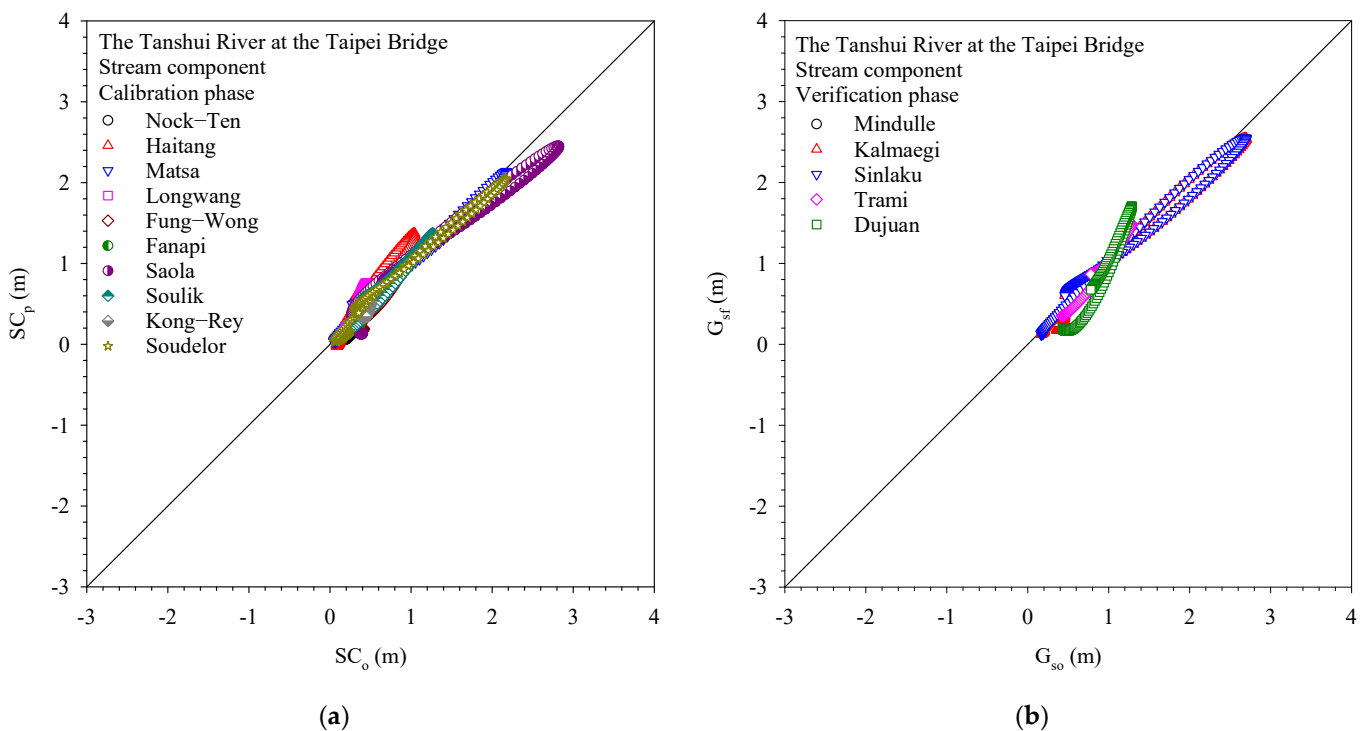 The Tanshui River at the Taipei Bridge
Stream component
Calibration phase
Nock−Ten
Haitang
Matsa
Longwang
Fung−Wong
Fanapi
Saola
Soulik
Kong−Rey
Soudelor
4
3
2
1
0
-1
-2
-3
-3 -2 -1 0 1 2 3 4
SCp (m)
SCo (m)
(a)
The Tanshui River at the Taipei Bridge
Stream component
Verification phase
Mindulle
Kalmaegi
Sinlaku
Trami
Dujuan
4
3
2
1
0
-1
-2
-3
-3 -2 -1 0 1 2 3 4
Gsf (m)
Gso (m)
(b)